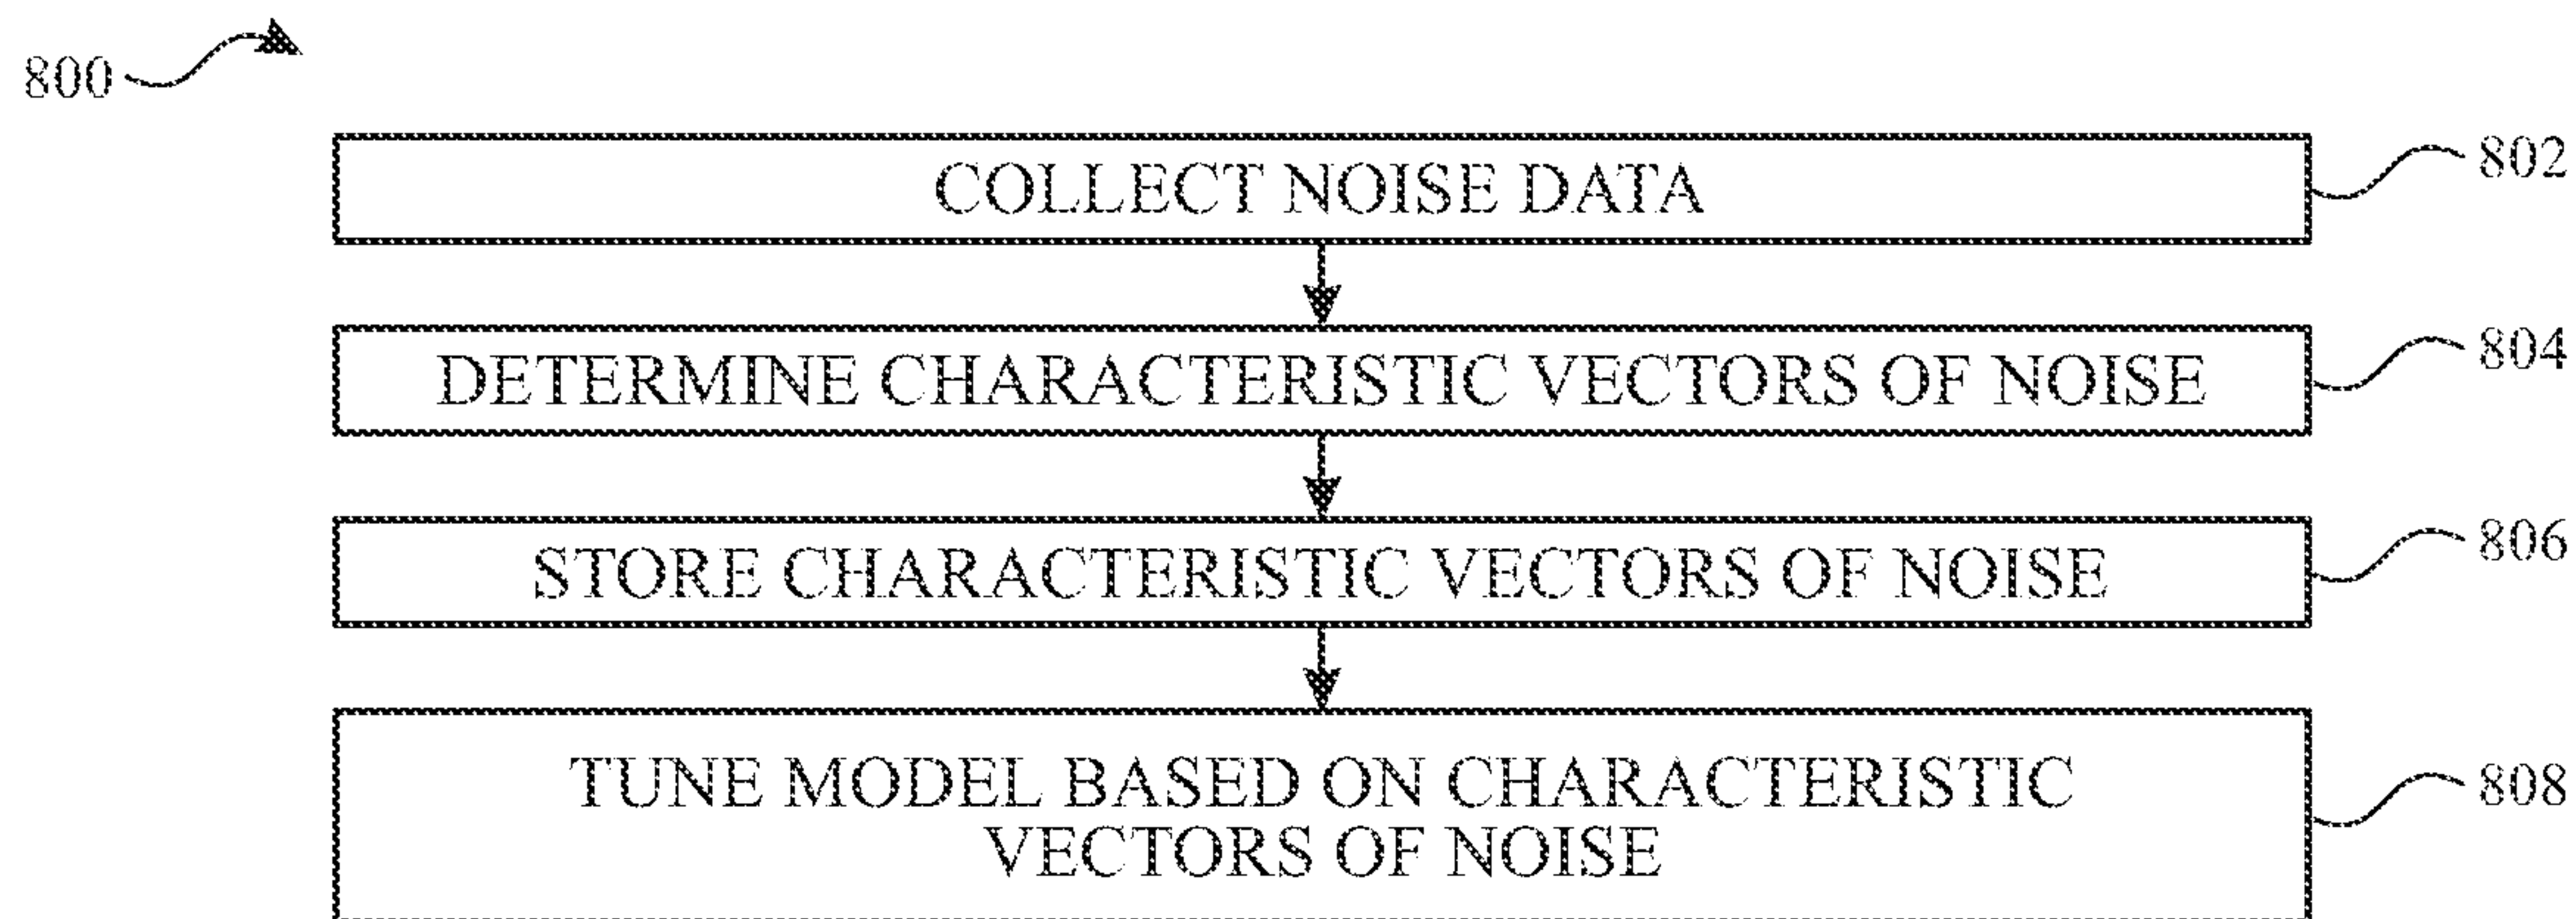 800
COLLECT NOISE DATA
802
DETERMINE CHARACTERISTIC VECTORS OF NOISE
804
STORE CHARACTERISTIC VECTORS OF NOISE
806
TUNE MODEL BASED ON CHARACTERISTIC
VECTORS OF NOISE
808